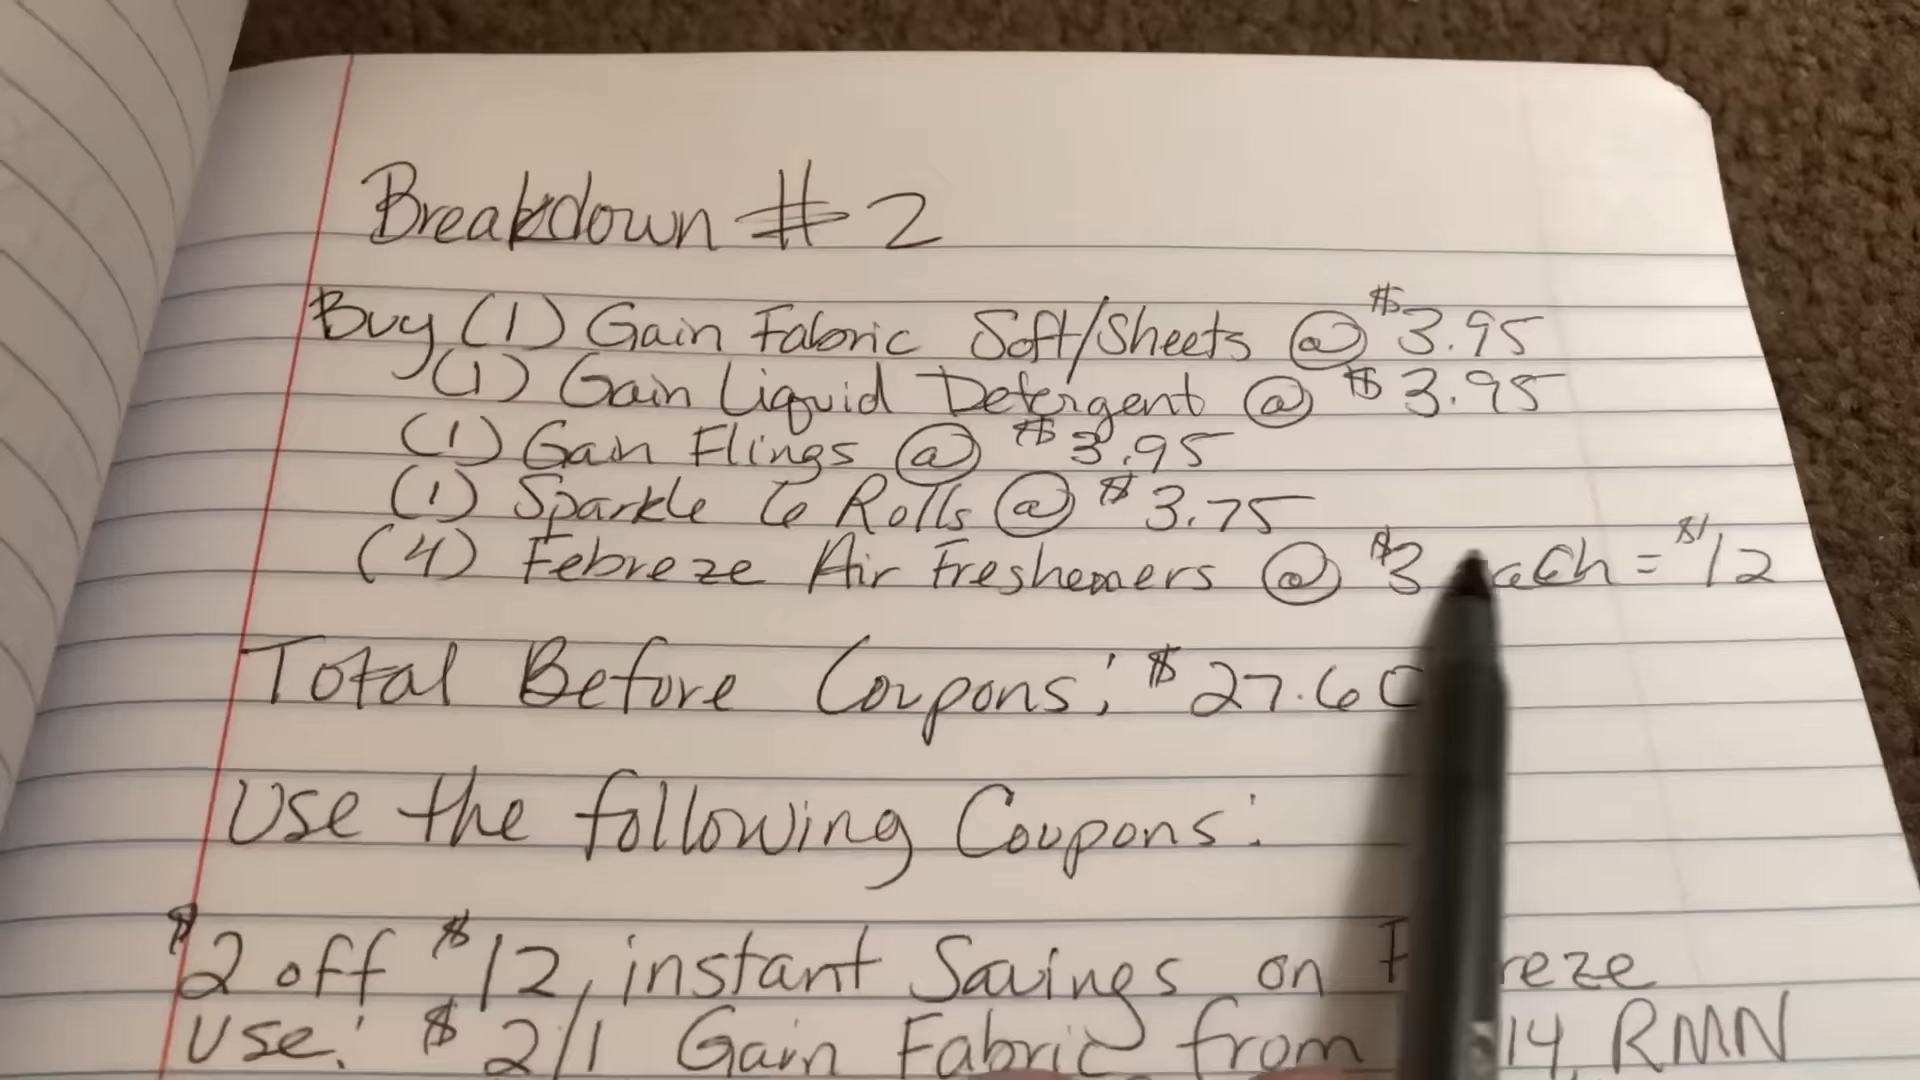 Breakdown # 2
Buy (1) Gain Fabric Soft/Sheets @ $3.95
(1) Gain Liquid Detergent @ $3.95
(1) Gain Flings @ $3.95
(1) Sparkle 6 Rolls @ $3.75
(4) Febreze Air Freshemers @ $3 = $12
Total Before Coupons: $27.60
Use the following Coupons:
$2 off $12, instant Savings on
Use: $2/1 Gain Fabric from 14, RMN